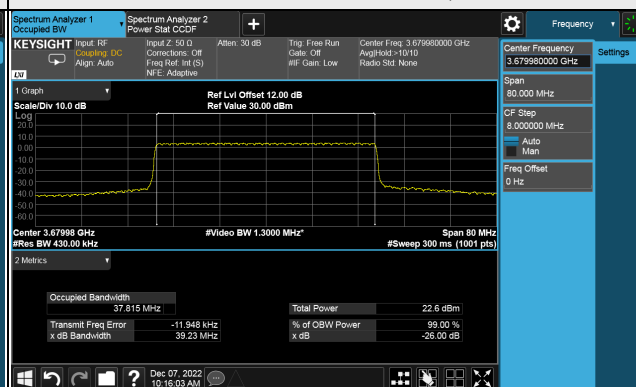 Spectrum Analyzer 1
Occupied BW
Spectrum Analyzer 2
Power Stat CCDF
+
Frequency
KEYSIGHT
Input: RF
Coupling: DC
Align: Auto
Input Z: 50 Ω
Corrections: Off
Freq Ref: Int (S)
NFE: Adaptive
Atten: 30 dB
Trig: Free Run
Gate: Off
#IF Gain: Low
Center Freq: 3.679980000 GHz
Avg|Hold:>10/10
Radio Std: None
LXI
Center Frequency
3.679980000 GHz
Settings
Span
80.000 MHz
CF Step
8.000000 MHz
Auto
Man
Freq Offset
0 Hz
1 Graph
Scale/Div 10.0 dB
Ref Lvl Offset 12.00 dB
Ref Value 30.00 dBm
Log
20.0
10.0
0.00
-10.0
-20.0
-30.0
-40.0
-50.0
-60.0
Center 3.67998 GHz
#Res BW 430.00 kHz
#Video BW 1.3000 MHz*
Span 80 MHz
#Sweep 300 ms (1001 pts)
2 Metrics
Occupied Bandwidth
37.815 MHz
Transmit Freq Error -11.948 kHz
x dB Bandwidth 39.23 MHz
Total Power 22.6 dBm
% of OBW Power 99.00 %
x dB -26.00 dB
?
Dec 07, 2022
10:16:03 AM